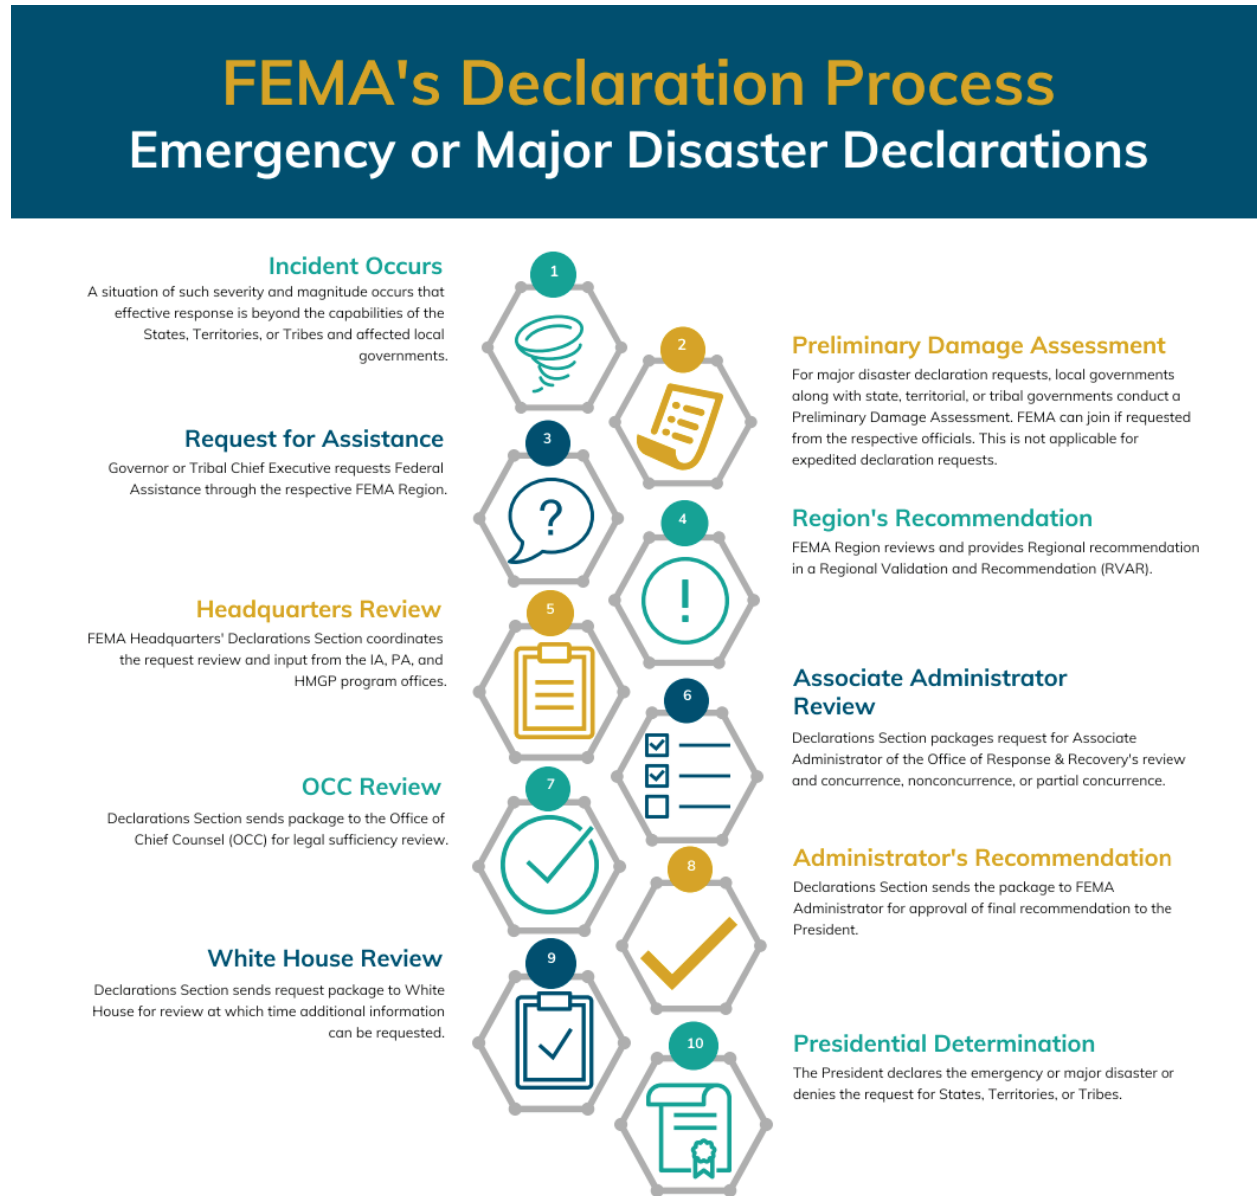 FEMA's Declaration Process
Emergency or Major Disaster Declarations
1
Incident Occurs
A situation of such severity and magnitude occurs that
effective response is beyond the capabilities of the
States, Territories, or Tribes and affected local
governments.
2
Preliminary Damage Assessment
For major disaster declaration requests, local governments
along with state, territorial, or tribal governments conduct a
Preliminary Damage Assessment. FEMA can join if requested
from the respective officials. This is not applicable for
expedited declaration requests.
3
Request for Assistance
Governor or Tribal Chief Executive requests Federal
Assistance through the respective FEMA Region.
?
4
Region's Recommendation
FEMA Region reviews and provides Regional recommendation
in a Regional Validation and Recommendation (RVAR).
!
5
Headquarters Review
FEMA Headquarters' Declarations Section coordinates
the request review and input from the IA, PA, and
HMGP program offices.
6
Associate Administrator
Review
Declarations Section packages request for Associate
Administrator of the Office of Response & Recovery's review
and concurrence, nonconcurrence, or partial concurrence.
7
OCC Review
Declarations Section sends package to the Office of
Chief Counsel (OCC) for legal sufficiency review.
8
Administrator's Recommendation
Declarations Section sends the package to FEMA
Administrator for approval of final recommendation to the
President.
9
White House Review
Declarations Section sends request package to White
House for review at which time additional information
can be requested.
10
Presidential Determination
The President declares the emergency or major disaster or
denies the request for States, Territories, or Tribes.